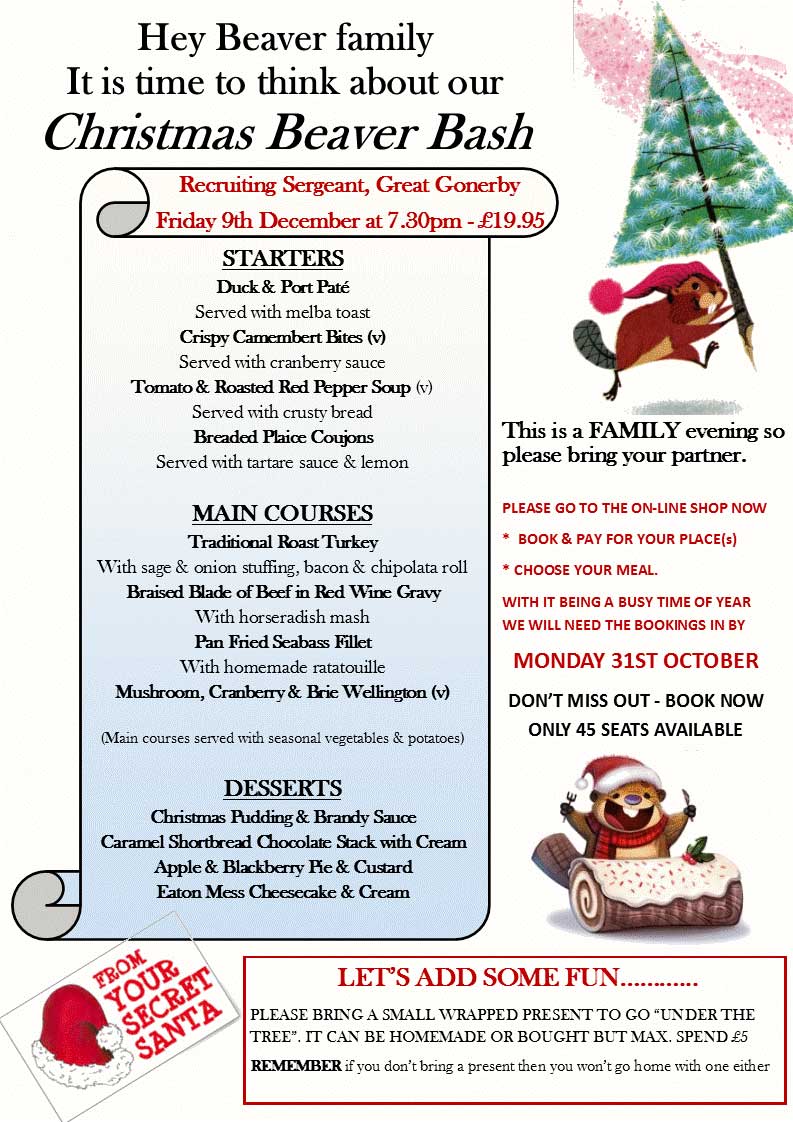 Hey Beaver family
It is time to think about our
Christmas Beaver Bash
Recruiting Sergeant, Great Gonerby
Friday 9th December at 7.30pm - £19.95
STARTERS
Duck & Port Paté
Served with melba toast
Crispy Camembert Bites (v)
Served with cranberry sauce
Tomato & Roasted Red Pepper Soup (v)
Served with crusty bread
Breaded Plaice Coujons
Served with tartare sauce & lemon
MAIN COURSES
Traditional Roast Turkey
With sage & onion stuffing, bacon & chipolata roll
Braised Blade of Beef in Red Wine Gravy
With horseradish mash
Pan Fried Seabass Fillet
With homemade ratatouille
Mushroom, Cranberry & Brie Wellington (v)
(Main courses served with seasonal vegetables & potatoes)
DESSERTS
Christmas Pudding & Brandy Sauce
Caramel Shortbread Chocolate Stack with Cream
Apple & Blackberry Pie & Custard
Eaton Mess Cheesecake & Cream
This is a FAMILY evening so
please bring your partner.
PLEASE GO TO THE ON-LINE SHOP NOW
* BOOK & PAY FOR YOUR PLACE(s)
* CHOOSE YOUR MEAL.
WITH IT BEING A BUSY TIME OF YEAR
WE WILL NEED THE BOOKINGS IN BY
MONDAY 31ST OCTOBER
DON'T MISS OUT - BOOK NOW
ONLY 45 SEATS AVAILABLE
FROM
YOUR
SECRET
SANTA
LET'S ADD SOME FUN............
PLEASE BRING A SMALL WRAPPED PRESENT TO GO "UNDER THE
TREE". IT CAN BE HOMEMADE OR BOUGHT BUT MAX. SPEND £5
REMEMBER if you don't bring a present then you won't go home with one either